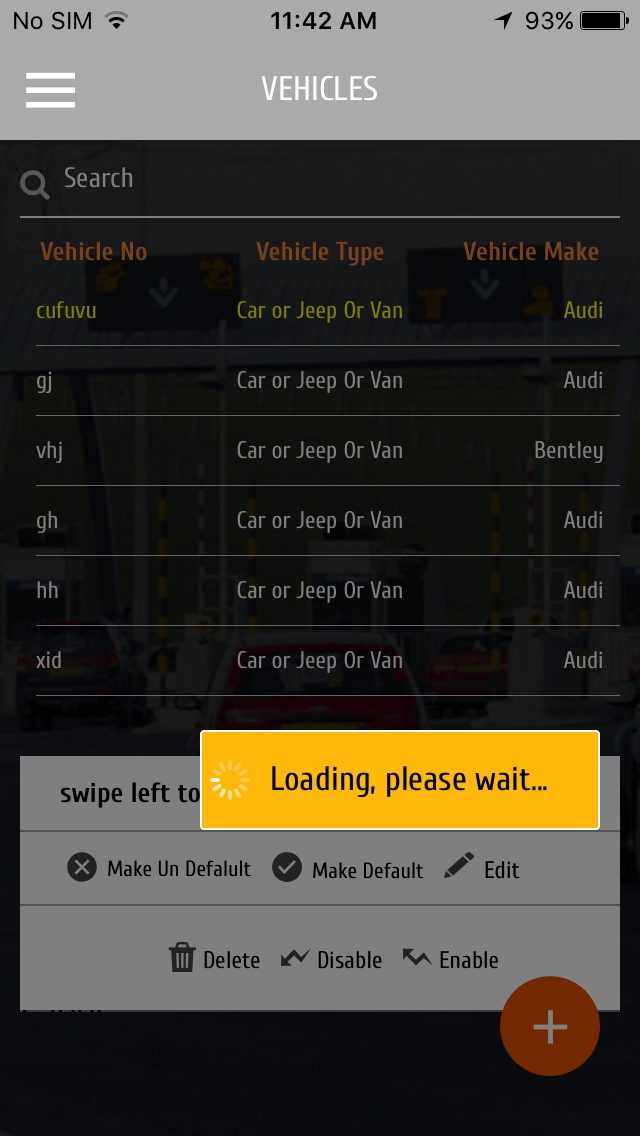 No SIM 11:42 AM 93%
VEHICLES
Search
Vehicle No Vehicle Type Vehicle Make
cufuvu Car or Jeep Or Van Audi
gj Car or Jeep Or Van Audi
vhj Car or Jeep Or Van Bentley
gh Car or Jeep Or Van Audi
hh Car or Jeep Or Van Audi
xid Car or Jeep Or Van Audi
Loading, please wait...
swipe left to
Make Un Defalult Make Default Edit
Delete Disable Enable